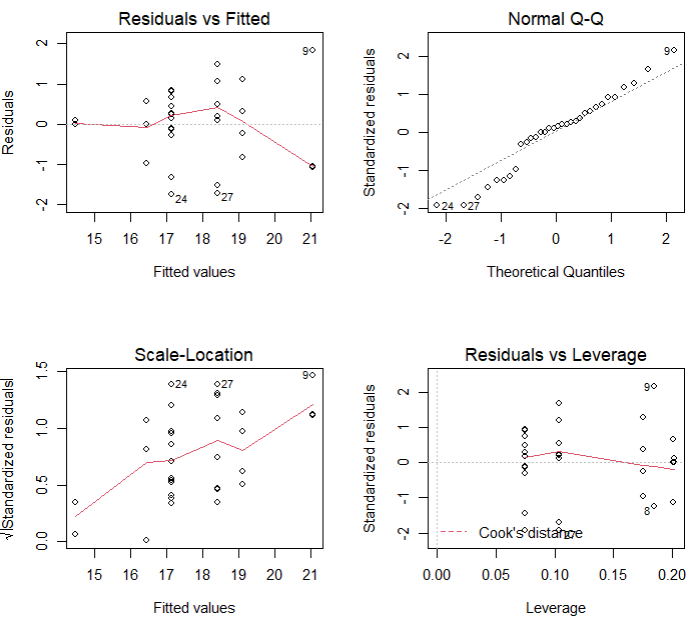 Residuals vs Fitted
Residuals
-2 -1 0 1 2
9
24
27
15 16 17 18 19 20 21
Fitted values
Normal Q-Q
Standardized residuals
-2 -1 0 1 2
9
24
27
-2 -1 0 1 2
Theoretical Quantiles
Scale-Location
√|Standardized residuals|
0.0 0.5 1.0 1.5
9
24
27
15 16 17 18 19 20 21
Fitted values
Residuals vs Leverage
Standardized residuals
-2 -1 0 1 2
9
8
27
Cook's distance
0.00 0.05 0.10 0.15 0.20
Leverage